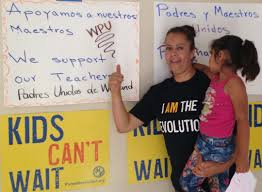 Apoyamos a nuestros
Maestros
WPU
We support
our Teachers
Padres Unidos de
Padres y Maestros
Unidos
I AM THE
REVOLUTION
KIDS
CAN'T
WAIT
KI
WAIT